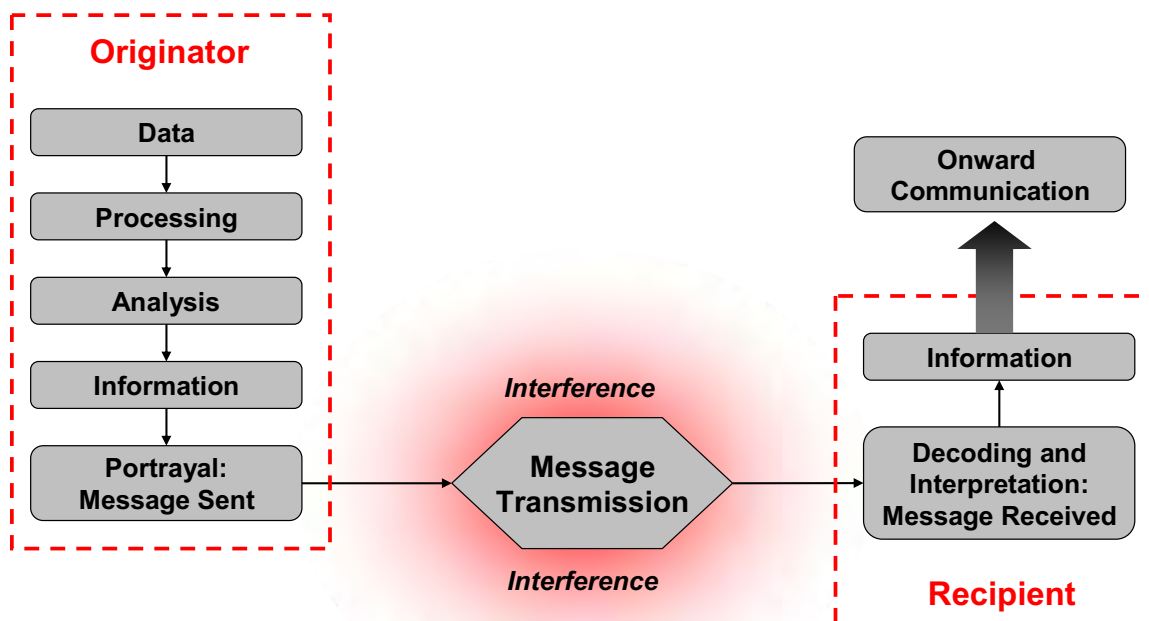 Originator
Data
Processing
Analysis
Information
Portrayal:
Message Sent
Interference
Message
Transmission
Interference
Onward
Communication
Information
Decoding and
Interpretation:
Message Received
Recipient